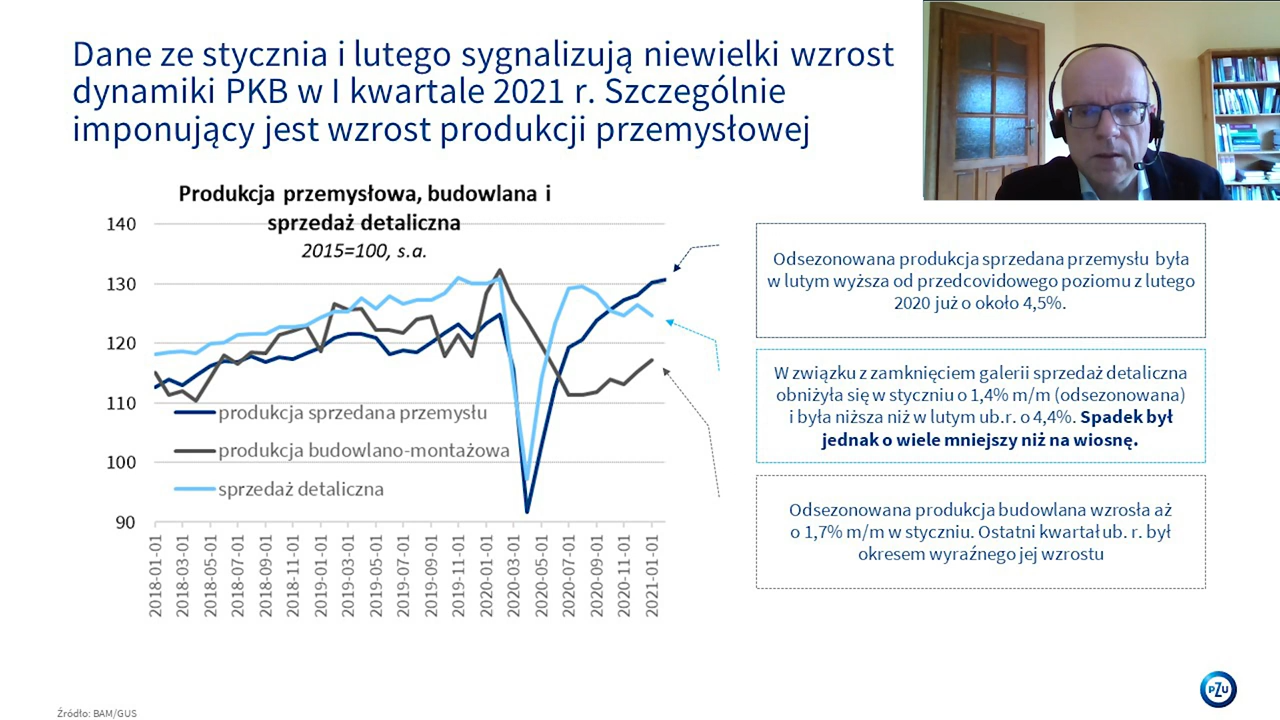 Dane ze stycznia i lutego sygnalizują niewielki wzrost
dynamiki PKB w I kwartale 2021 r. Szczególnie
imponujący jest wzrost produkcji przemysłowej
Produkcja przemysłowa, budowlana i
sprzedaż detaliczna
2015=100, s.a.
140
130
120
110
100
90
produkcja sprzedana przemysłu
produkcja budowlano-montażowa
sprzedaż detaliczna
2018-01-01
2018-03-01
2018-05-01
2018-07-01
2018-09-01
2018-11-01
2019-01-01
2019-03-01
2019-05-01
2019-07-01
2019-09-01
2019-11-01
2020-01-01
2020-03-01
2020-05-01
2020-07-01
2020-09-01
2020-11-01
2021-01-01
Odsezonowana produkcja sprzedana przemysłu była
w lutym wyższa od przedcovidowego poziomu z lutego
2020 już o około 4,5%.
W związku z zamknięciem galerii sprzedaż detaliczna
obniżyła się w styczniu o 1,4% m/m (odsezonowana)
i była niższa niż w lutym ub.r. o 4,4%. Spadek był
jednak o wiele mniejszy niż na wiosnę.
Odsezonowana produkcja budowlana wzrosła aż
o 1,7% m/m w styczniu. Ostatni kwartał ub. r. był
okresem wyraźnego jej wzrostu
Źródło: BAM/GUS
PZU